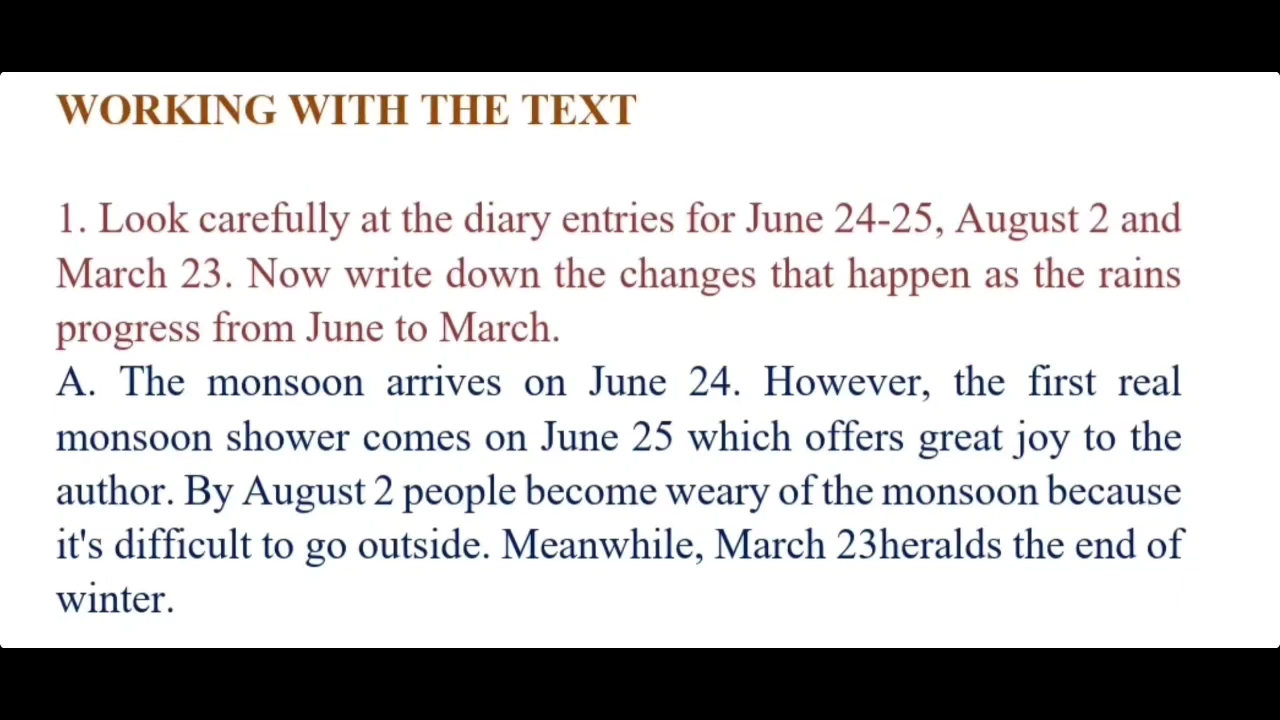 WORKING WITH THE TEXT
1. Look carefully at the diary entries for June 24-25, August 2 and
March 23. Now write down the changes that happen as the rains
progress from June to March.
A. The monsoon arrives on June 24. However, the first real
monsoon shower comes on June 25 which offers great joy to the
author. By August 2 people become weary of the monsoon because
it's difficult to go outside. Meanwhile, March 23heralds the end of
winter.